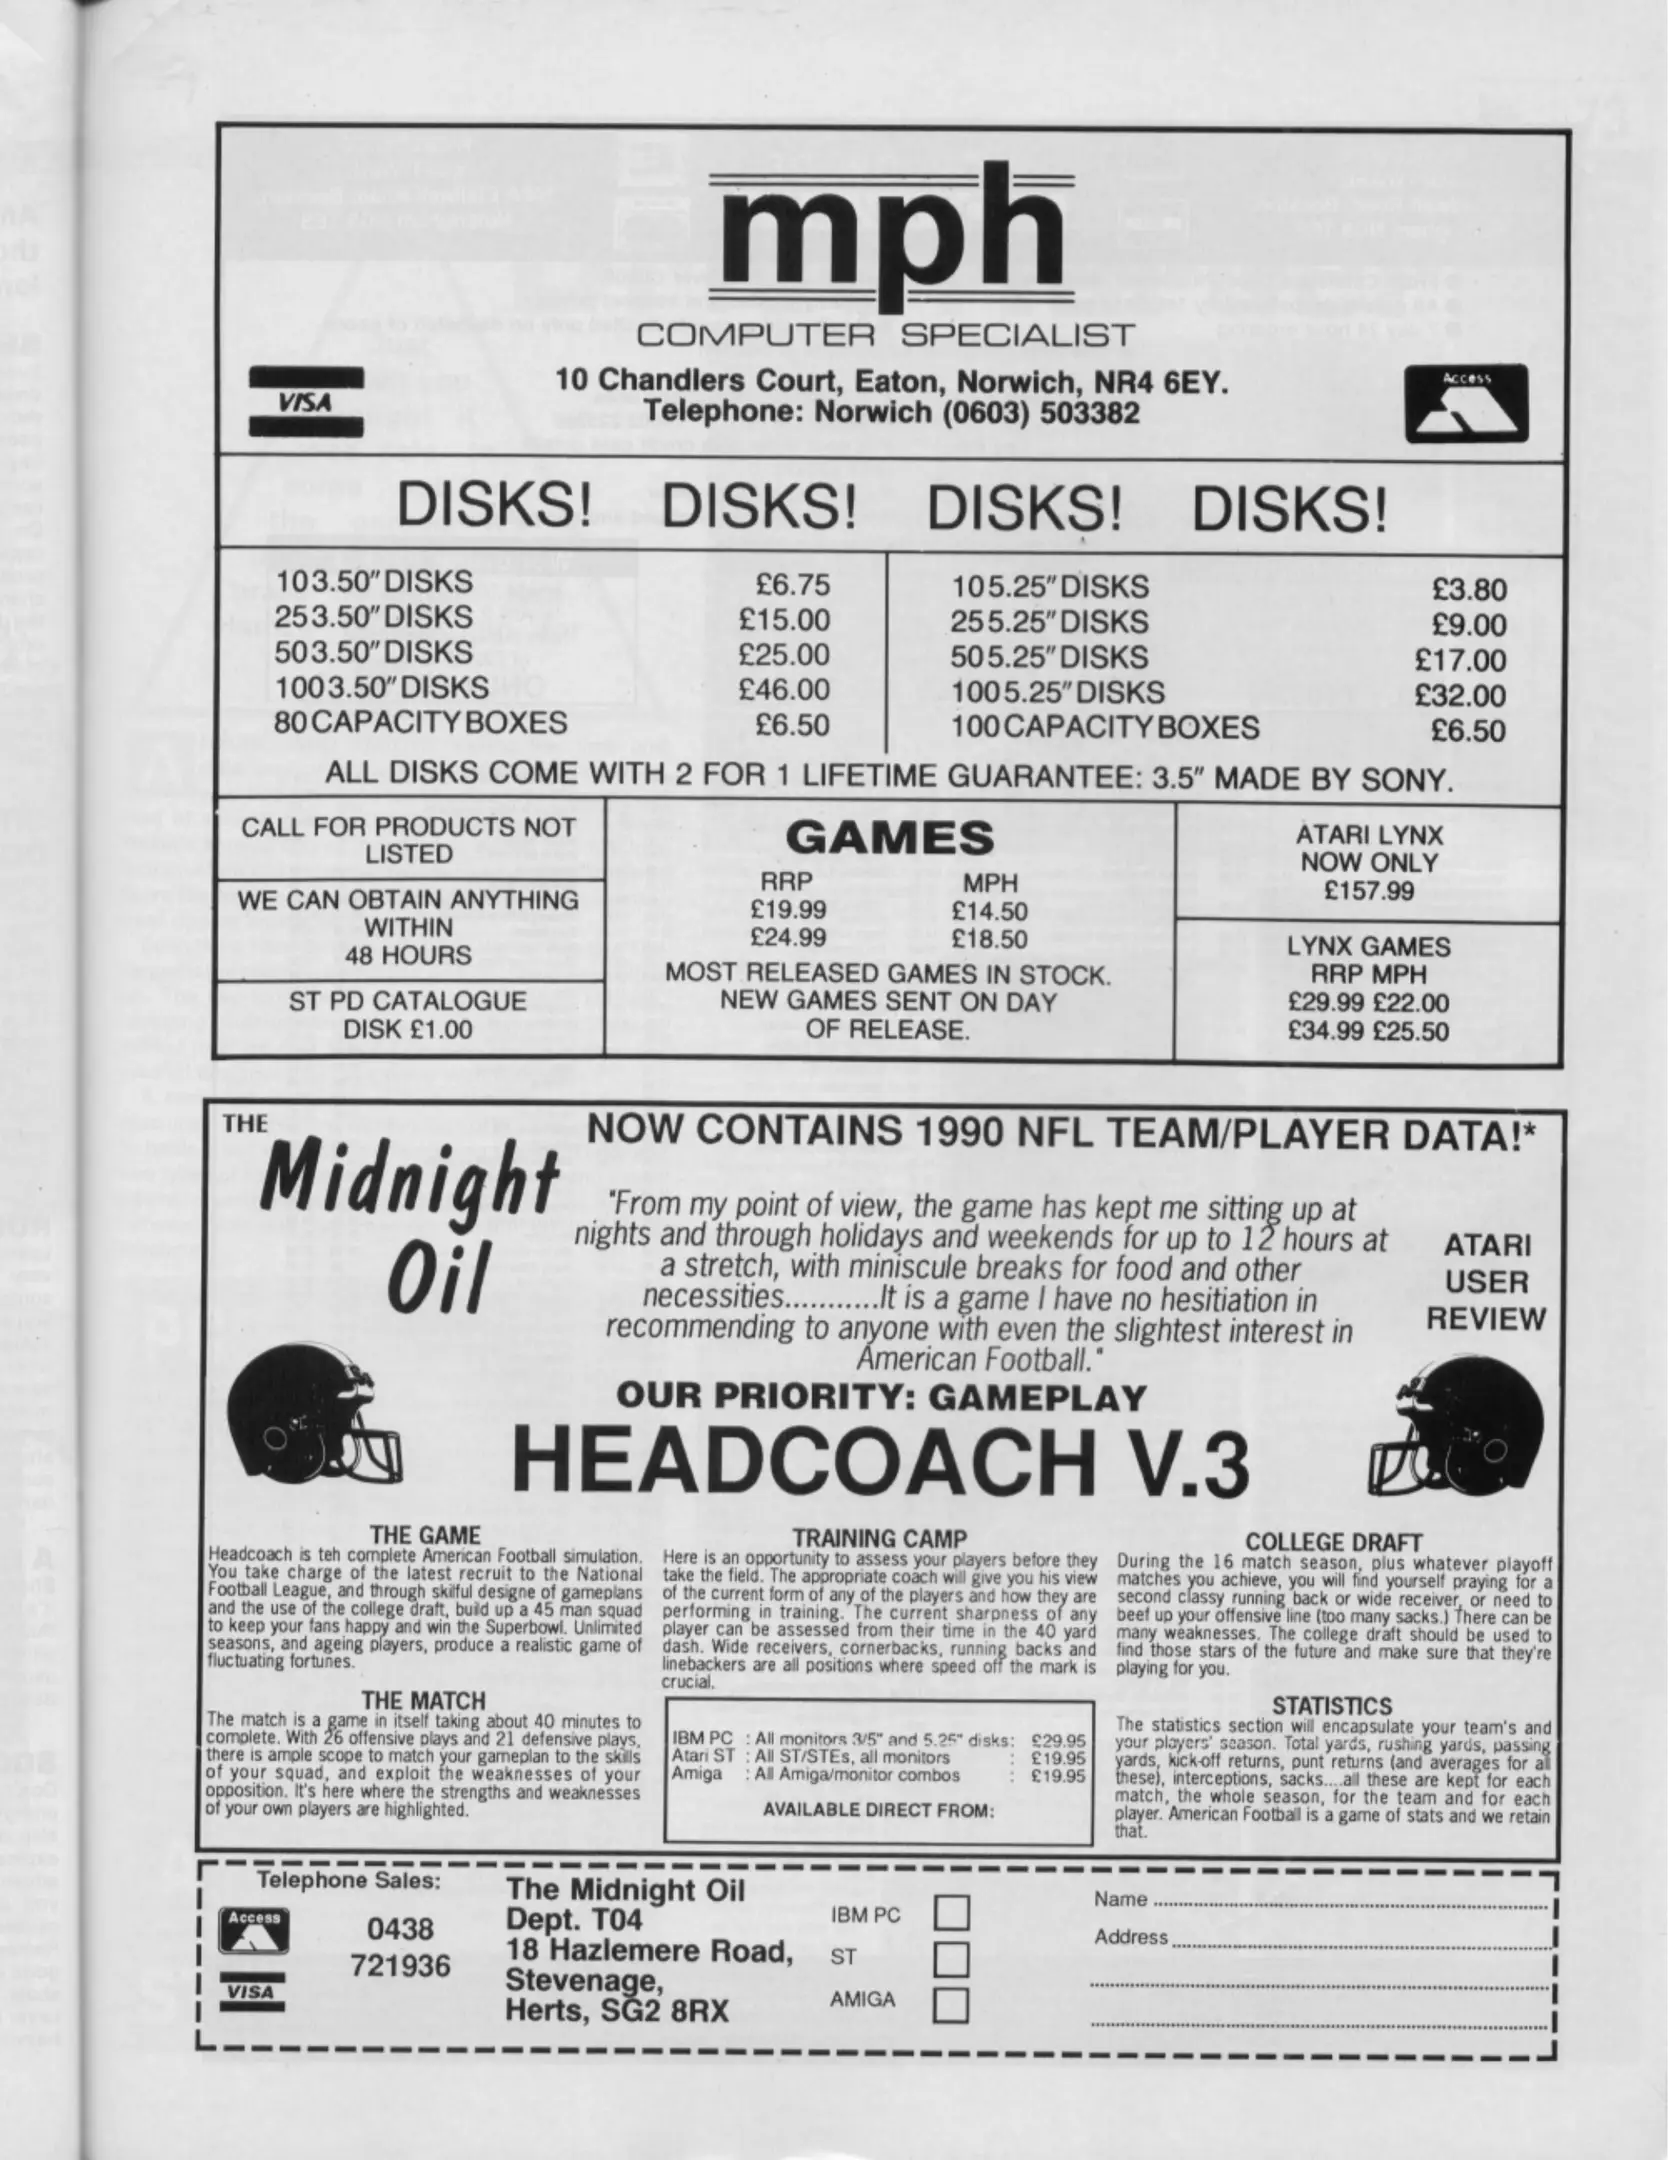 mph
COMPUTER SPECIALIST
VISA
10 Chandlers Court, Eaton, Norwich, NR4 6EY.
Telephone: Norwich (0603) 503382
Access
DISKS! DISKS! DISKS! DISKS!
10 3.50″ DISKS £6.75
25 3.50″ DISKS £15.00
50 3.50″ DISKS £25.00
100 3.50″ DISKS £46.00
80 CAPACITY BOXES £6.50
10 5.25″ DISKS £3.80
25 5.25″ DISKS £9.00
50 5.25″ DISKS £17.00
100 5.25″ DISKS £32.00
100 CAPACITY BOXES £6.50
ALL DISKS COME WITH 2 FOR 1 LIFETIME GUARANTEE: 3.5″ MADE BY SONY.
CALL FOR PRODUCTS NOT
LISTED
WE CAN OBTAIN ANYTHING
WITHIN
48 HOURS
ST PD CATALOGUE
DISK £1.00
GAMES
RRP MPH
£19.99 £14.50
£24.99 £18.50
MOST RELEASED GAMES IN STOCK.
NEW GAMES SENT ON DAY
OF RELEASE.
ATARI LYNX
NOW ONLY
£157.99
LYNX GAMES
RRP MPH
£29.99 £22.00
£34.99 £25.50
THE
Midnight
Oil
NOW CONTAINS 1990 NFL TEAM/PLAYER DATA!*
"From my point of view, the game has kept me sitting up at
nights and through holidays and weekends for up to 12 hours at
a stretch, with miniscule breaks for food and other
necessities...........It is a game I have no hesitiation in
recommending to anyone with even the slightest interest in
American Football."
ATARI
USER
REVIEW
OUR PRIORITY: GAMEPLAY
HEADCOACH V.3
THE GAME
Headcoach is teh complete American Football simulation.
You take charge of the latest recruit to the National
Football League, and through skilful designe of gameplans
and the use of the college draft, build up a 45 man squad
to keep your fans happy and win the Superbowl. Unlimited
seasons, and ageing players, produce a realistic game of
fluctuating fortunes.
THE MATCH
The match is a game in itself taking about 40 minutes to
complete. With 26 offensive plays and 21 defensive plays,
there is ample scope to match your gameplan to the skills
of your squad, and exploit the weaknesses of your
opposition. It's here where the strengths and weaknesses
of your own players are highlighted.
TRAINING CAMP
Here is an opportunity to assess your players before they
take the field. The appropriate coach will give you his view
of the current form of any of the players and how they are
performing in training. The current sharpness of any
player can be assessed from their time in the 40 yard
dash. Wide receivers, cornerbacks, running backs and
linebackers are all positions where speed off the mark is
crucial.
IBM PC : All monitors 3/5" and 5.25" disks: £29.95
Atari ST : All ST/STEs, all monitors : £19.95
Amiga : All Amiga/monitor combos : £19.95
AVAILABLE DIRECT FROM:
COLLEGE DRAFT
During the 16 match season, plus whatever playoff
matches you achieve, you will find yourself praying for a
second classy running back or wide receiver, or need to
beef up your offensive line (too many sacks.) There can be
many weaknesses. The college draft should be used to
find those stars of the future and make sure that they're
playing for you.
STATISTICS
The statistics section will encapsulate your team's and
your players' season. Total yards, rushing yards, passing
yards, kick-off returns, punt returns (and averages for all
these), interceptions, sacks....all these are kept for each
match, the whole season, for the team and for each
player. American Football is a game of stats and we retain
that.
Telephone Sales:
Access
0438
721936
VISA
The Midnight Oil
Dept. T04
18 Hazlemere Road,
Stevenage,
Herts, SG2 8RX
IBM PC
ST
AMIGA
Name
Address